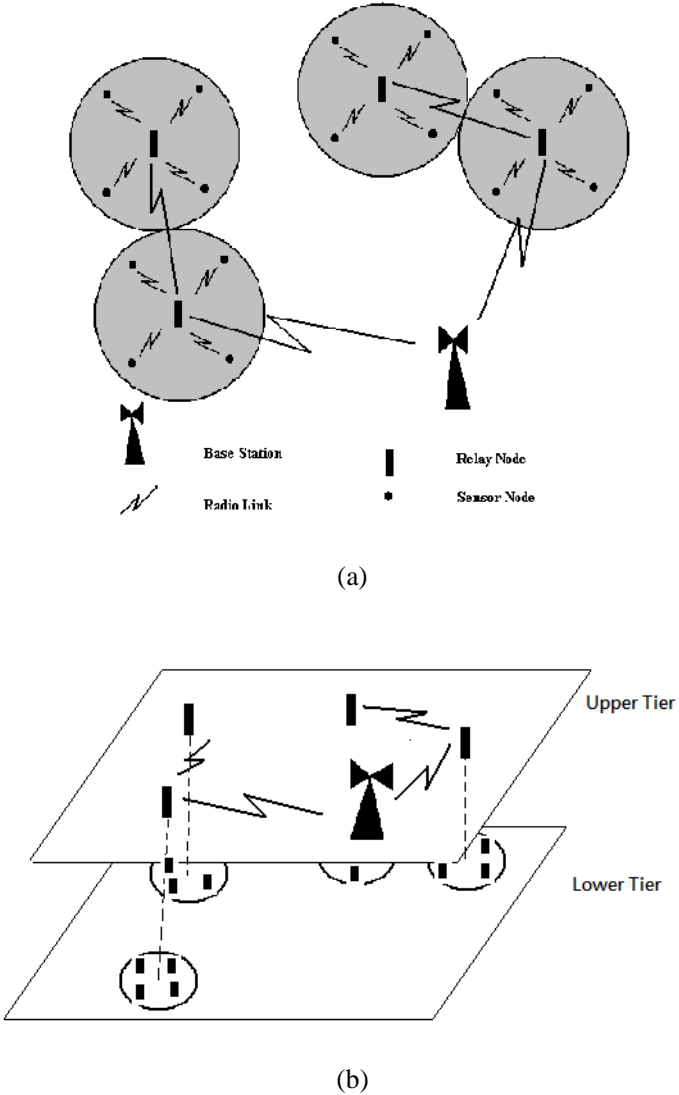 Base Station
Relay Node
Radio Link
Sensor Node
(a)
Upper Tier
Lower Tier
(b)